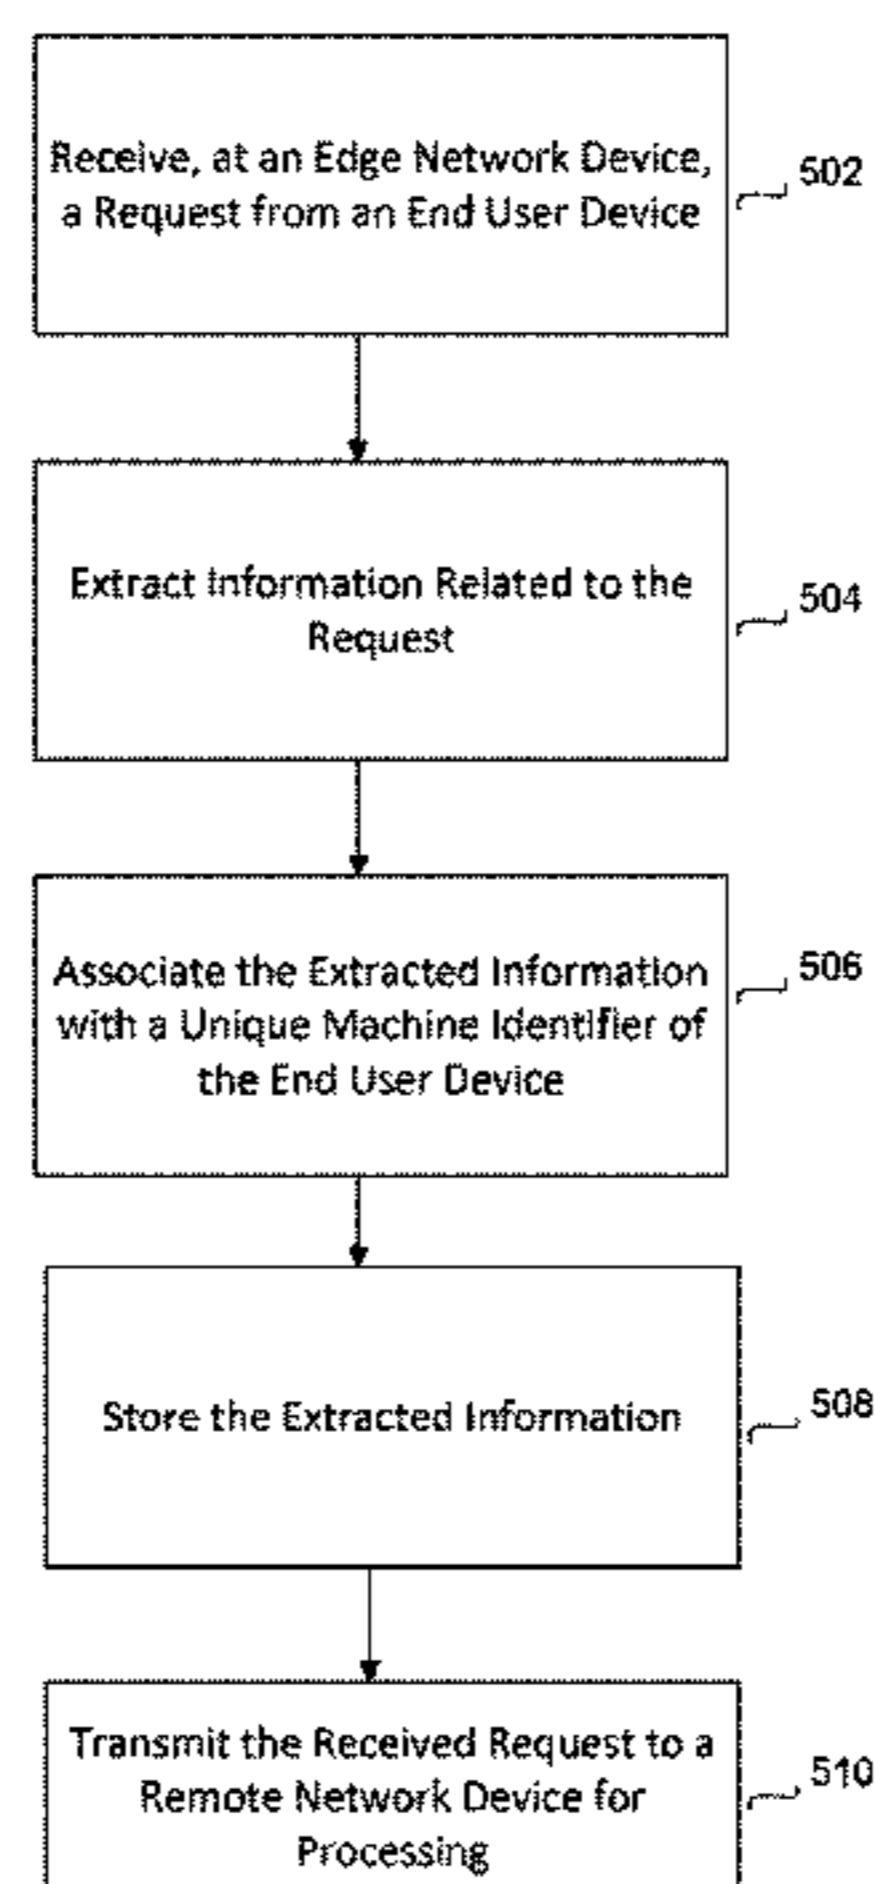 Receive, at an Edge Network Device,
a Request from an End User Device
502
Extract Information Related to the
Request
504
Associate the Extracted Information
with a Unique Machine Identifier of
the End User Device
506
Store the Extracted Information
508
Transmit the Received Request to a
Remote Network Device for
Processing
510